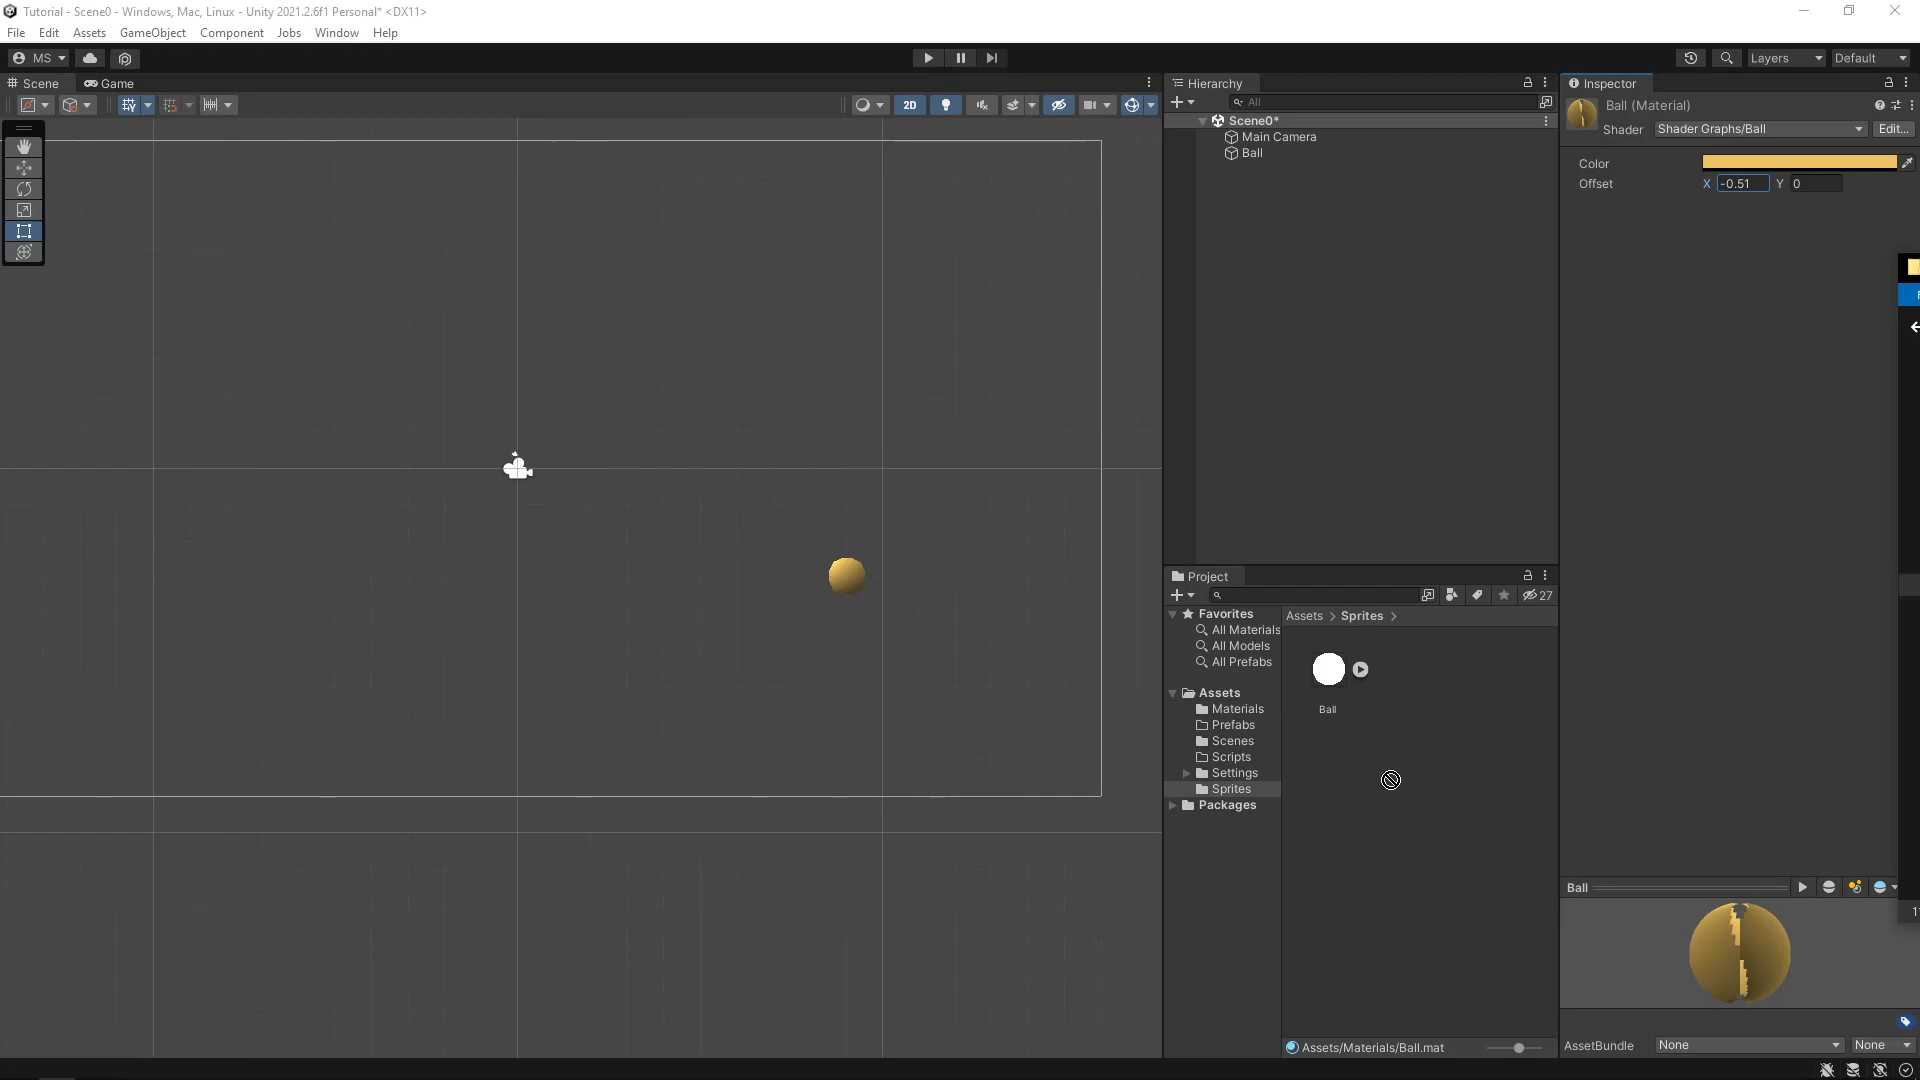 Tutorial - Scene0 - Windows, Mac, Linux - Unity 2021.2.6f1 Personal* <DX11>
File Edit Assets GameObject Component Jobs Window Help
MS Layers Default
Scene Game
2D
Hierarchy
All
Scene0*
Main Camera
Ball
Inspector
Ball (Material)
Shader Shader Graphs/Ball Edit...
Color
Offset X -0.51 Y 0
Project
27
Favorites
All Materials
All Models
All Prefabs
Assets
Materials
Prefabs
Scenes
Scripts
Settings
Sprites
Packages
Assets > Sprites >
Ball
Assets/Materials/Ball.mat
Ball
AssetBundle None None